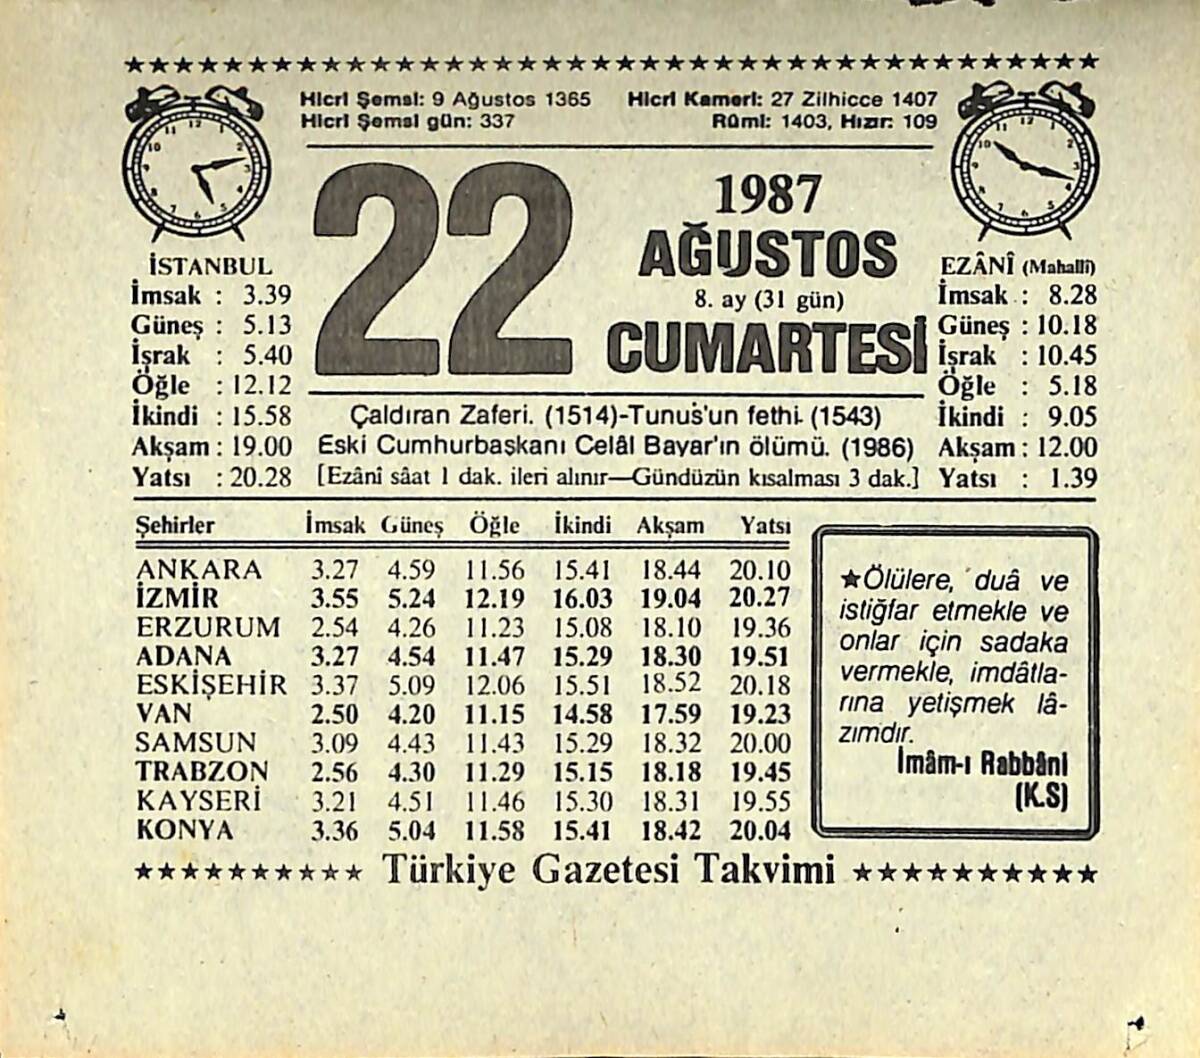 Hicrî Şemsî: 9 Ağustos 1365 Hicrî Kamerî: 27 Zilhicce 1407
Hicrî Şemsî gün: 337 Rûmî: 1403, Hızır: 109
22
1987
AĞUSTOS
8. ay (31 gün)
CUMARTESİ
İSTANBUL
İmsak : 3.39
Güneş : 5.13
İşrak : 5.40
Öğle : 12.12
İkindi : 15.58
Akşam : 19.00
Yatsı : 20.28
EZÂNÎ (Mahallî)
İmsak : 8.28
Güneş : 10.18
İşrak : 10.45
Öğle : 5.18
İkindi : 9.05
Akşam : 12.00
Yatsı : 1.39
Çaldıran Zaferi. (1514)-Tunus'un fethi. (1543)
Eski Cumhurbaşkanı Celâl Bayar'ın ölümü. (1986)
[Ezânî sâat 1 dak. ileri alınır—Gündüzün kısalması 3 dak.]
Şehirler İmsak Güneş Öğle İkindi Akşam Yatsı
ANKARA 3.27 4.59 11.56 15.41 18.44 20.10
İZMİR 3.55 5.24 12.19 16.03 19.04 20.27
ERZURUM 2.54 4.26 11.23 15.08 18.10 19.36
ADANA 3.27 4.54 11.47 15.29 18.30 19.51
ESKİŞEHİR 3.37 5.09 12.06 15.51 18.52 20.18
VAN 2.50 4.20 11.15 14.58 17.59 19.23
SAMSUN 3.09 4.43 11.43 15.29 18.32 20.00
TRABZON 2.56 4.30 11.29 15.15 18.18 19.45
KAYSERİ 3.21 4.51 11.46 15.30 18.31 19.55
KONYA 3.36 5.04 11.58 15.41 18.42 20.04
★Ölülere, duâ ve
istiğfar etmekle ve
onlar için sadaka
vermekle, imdâtla-
rına yetişmek lâ-
zımdır.
İmâm-ı Rabbânî
(K.S)
★★★★★★★★★★ Türkiye Gazetesi Takvimi ★★★★★★★★★★